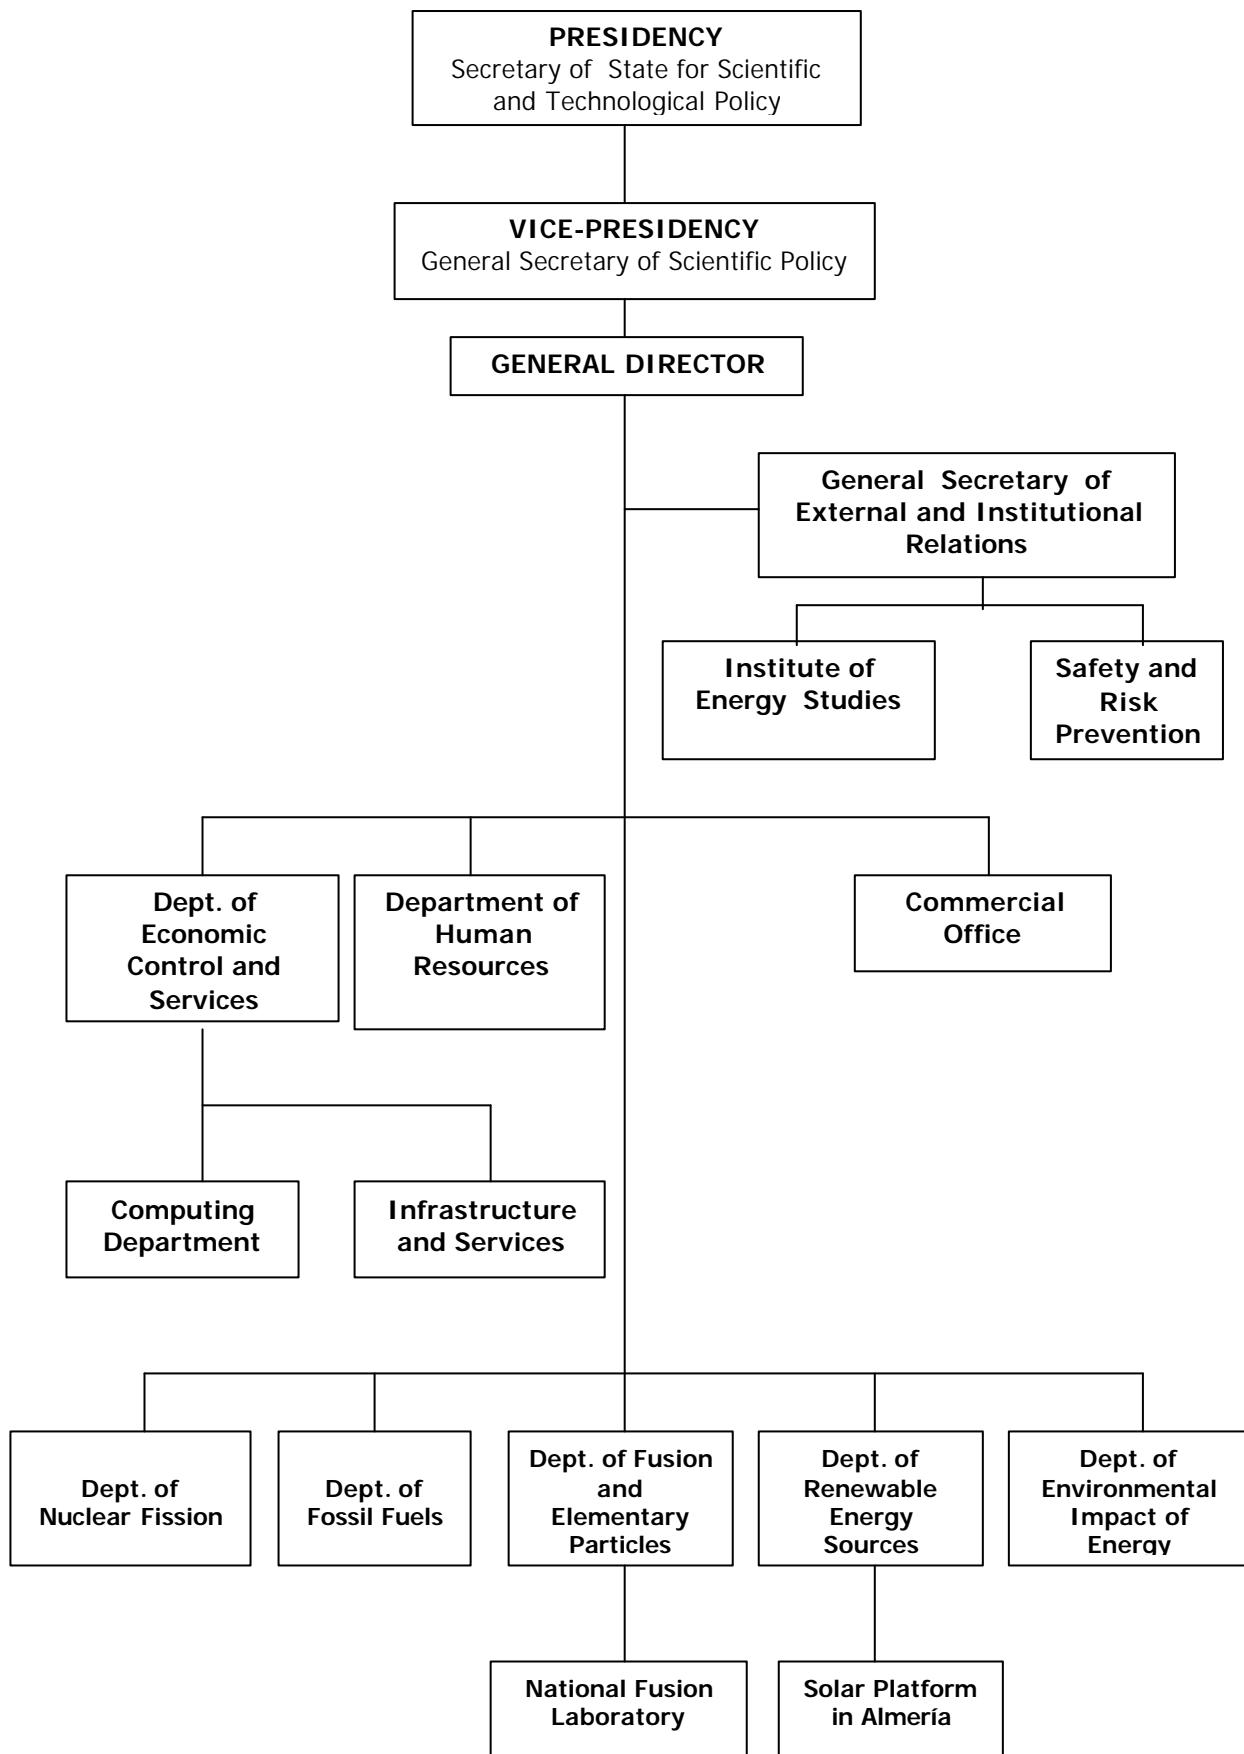 PRESIDENCY
Secretary of State for Scientific
and Technological Policy
VICE-PRESIDENCY
General Secretary of Scientific Policy
GENERAL DIRECTOR
General Secretary of
External and Institutional
Relations
Institute of
Energy Studies
Safety and
Risk
Prevention
Dept. of
Economic
Control and
Services
Department of
Human
Resources
Commercial
Office
Computing
Department
Infrastructure
and Services
Dept. of
Nuclear Fission
Dept. of
Fossil Fuels
Dept. of Fusion
and
Elementary
Particles
Dept. of
Renewable
Energy
Sources
Dept. of
Environmental
Impact of
Energy
National Fusion
Laboratory
Solar Platform
in Almería